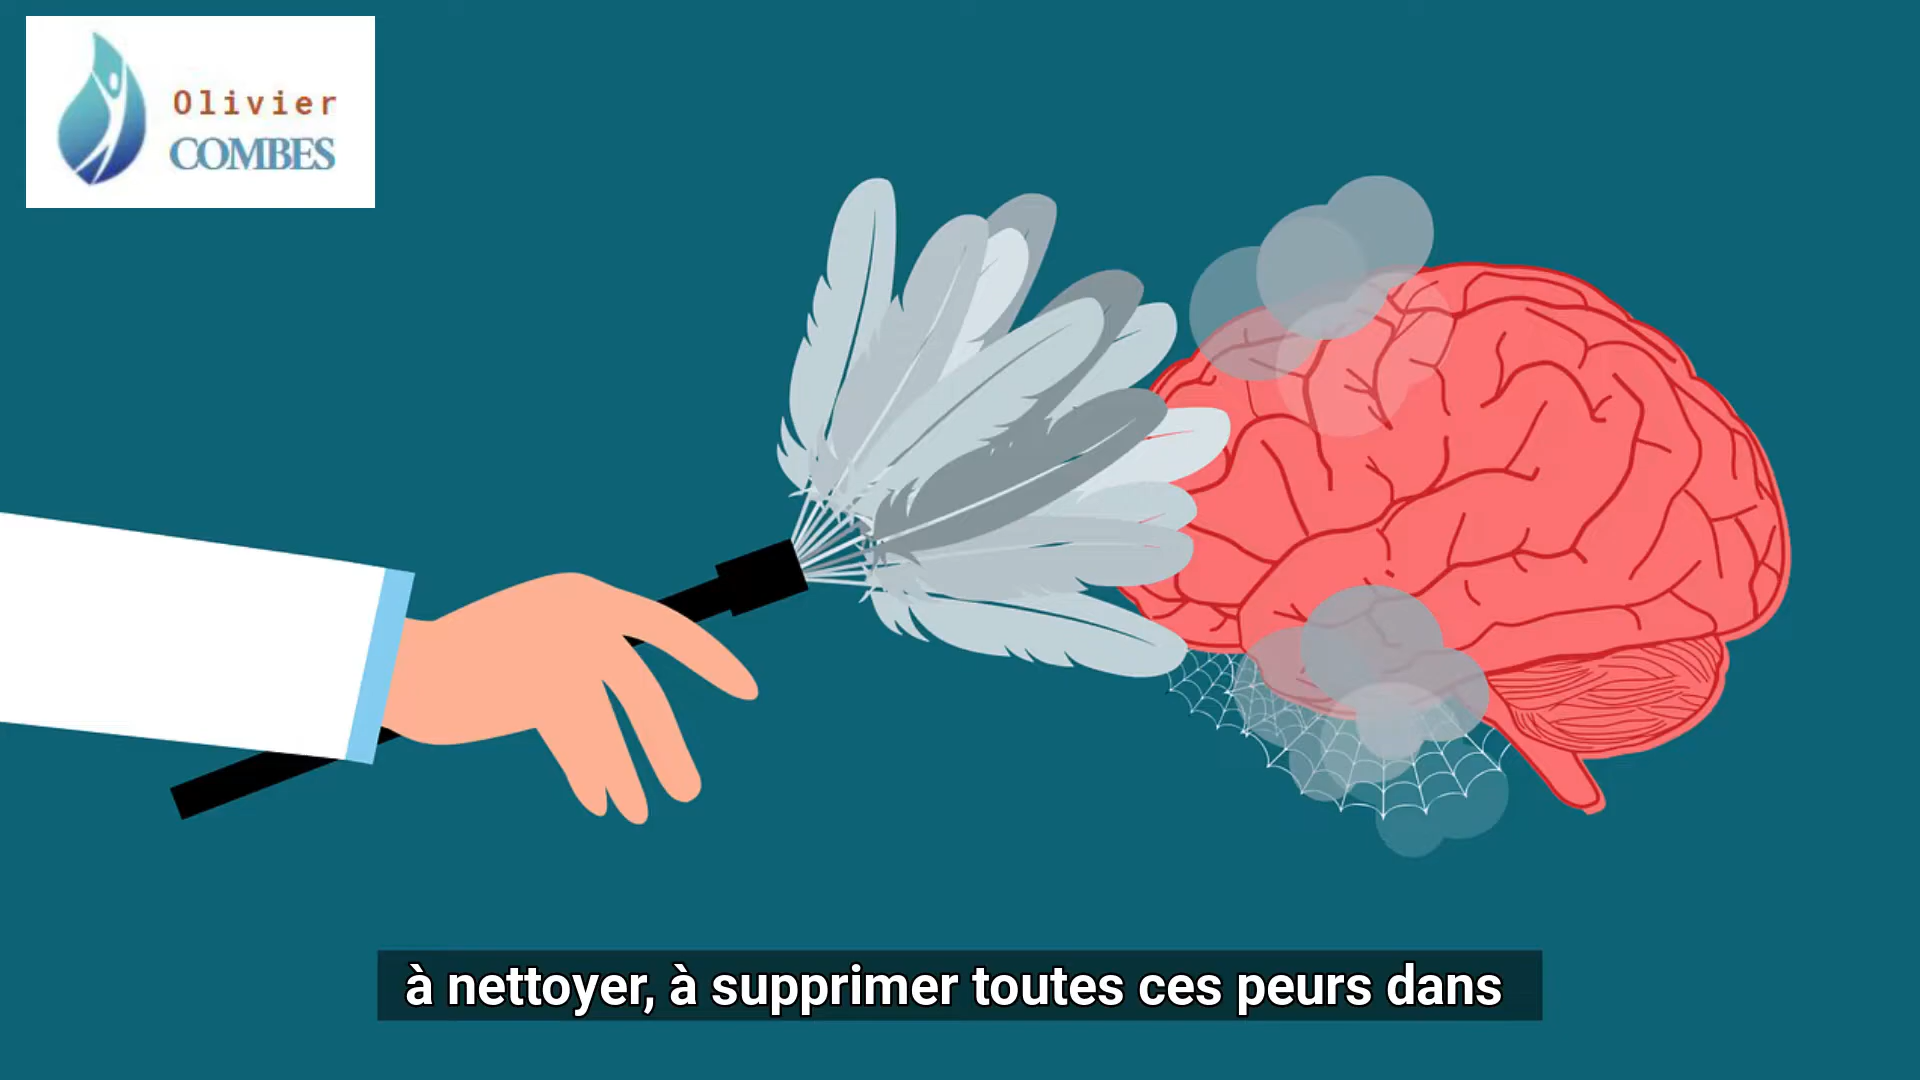 Olivier
COMBES
à nettoyer, à supprimer toutes ces peurs dans